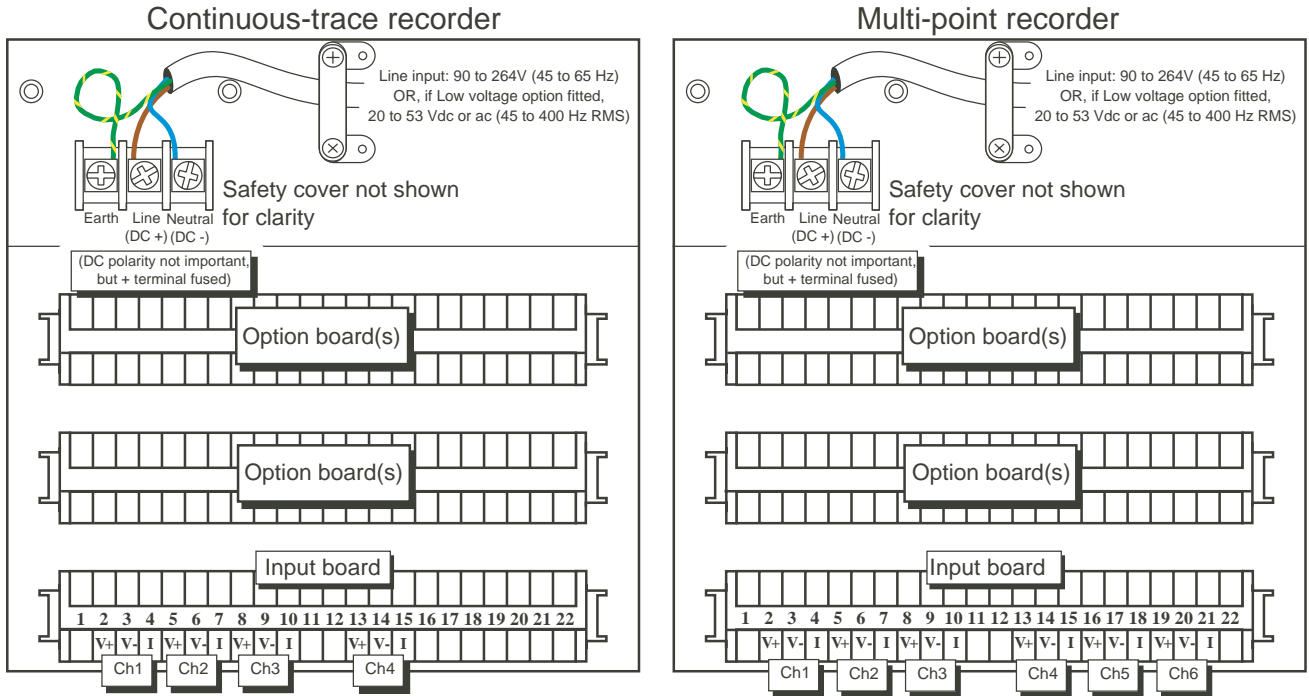 Continuous-trace recorder
Line input: 90 to 264V (45 to 65 Hz)
OR, if Low voltage option fitted,
20 to 53 Vdc or ac (45 to 400 Hz RMS)
Safety cover not shown
for clarity
Earth Line Neutral
(DC +) (DC -)
(DC polarity not important,
but + terminal fused)
Option board(s)
Option board(s)
Input board
1 2 3 4 5 6 7 8 9 10 11 12 13 14 15 16 17 18 19 20 21 22
V+ V- I V+ V- I V+ V- I V+ V- I
Ch1 Ch2 Ch3 Ch4
Multi-point recorder
Line input: 90 to 264V (45 to 65 Hz)
OR, if Low voltage option fitted,
20 to 53 Vdc or ac (45 to 400 Hz RMS)
Safety cover not shown
for clarity
Earth Line Neutral
(DC +) (DC -)
(DC polarity not important,
but + terminal fused)
Option board(s)
Option board(s)
Input board
1 2 3 4 5 6 7 8 9 10 11 12 13 14 15 16 17 18 19 20 21 22
V+ V- I V+ V- I V+ V- I V+ V- I V+ V- I V+ V- I
Ch1 Ch2 Ch3 Ch4 Ch5 Ch6